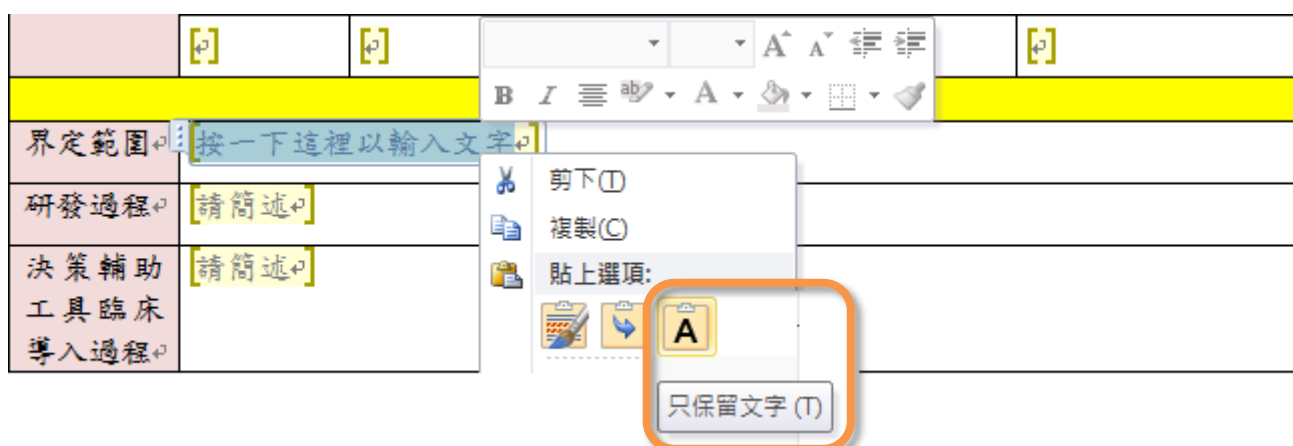 界定範圍
[按一下這裡以輸入文字]
研發過程
[請簡述]
決策輔助
工具臨床
導入過程
[請簡述]
A A
B I ab A
剪下(T)
複製(C)
貼上選項:
A
只保留文字 (T)